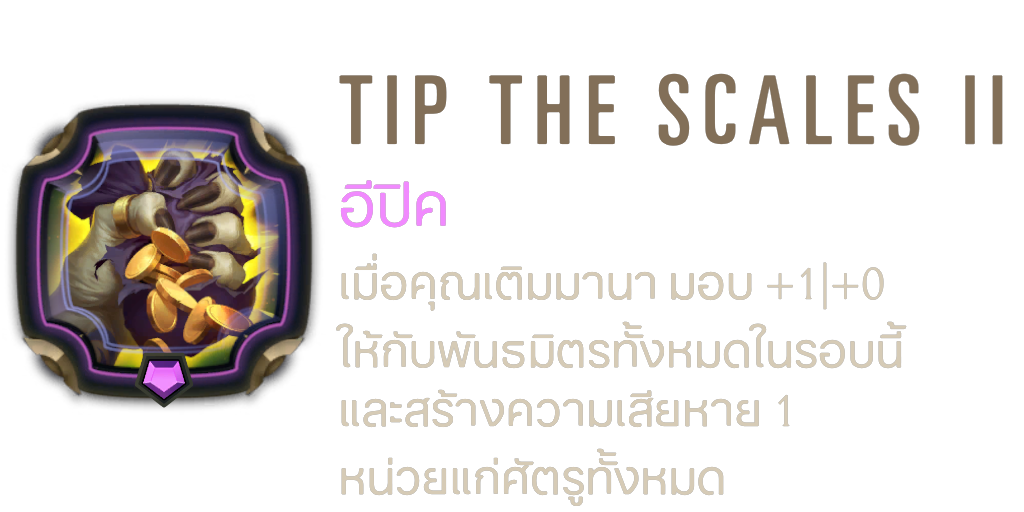 TIP THE SCALES II
อีปิค
เมื่อคุณเติมมานา มอบ +1|+0
ให้กับพันธมิตรทั้งหมดในรอบนี้
และสร้างความเสียหาย 1
หน่วยแก่ศัตรูทั้งหมด